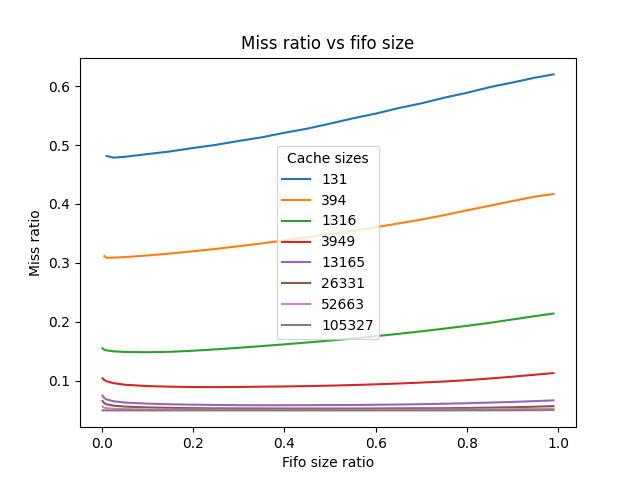 Miss ratio vs fifo size
0.6
0.5
0.4
0.3
0.2
0.1
Miss ratio
Cache sizes
131
394
1316
3949
13165
26331
52663
105327
0.0 0.2 0.4 0.6 0.8 1.0
Fifo size ratio